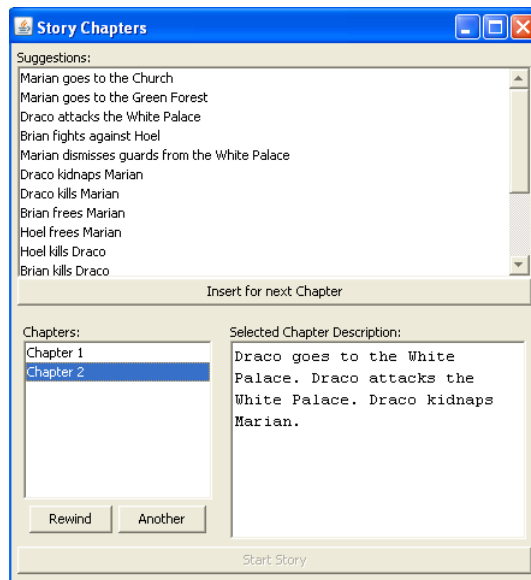 Story Chapters
Suggestions:
Marian goes to the Church
Marian goes to the Green Forest
Draco attacks the White Palace
Brian fights against Hoel
Marian dismisses guards from the White Palace
Draco kidnaps Marian
Draco kills Marian
Brian frees Marian
Hoel frees Marian
Hoel kills Draco
Brian kills Draco
Insert for next Chapter
Chapters:
Chapter 1
Chapter 2
Rewind
Another
Selected Chapter Description:
Draco goes to the White
Palace. Draco attacks the
White Palace. Draco kidnaps
Marian.
Start Story